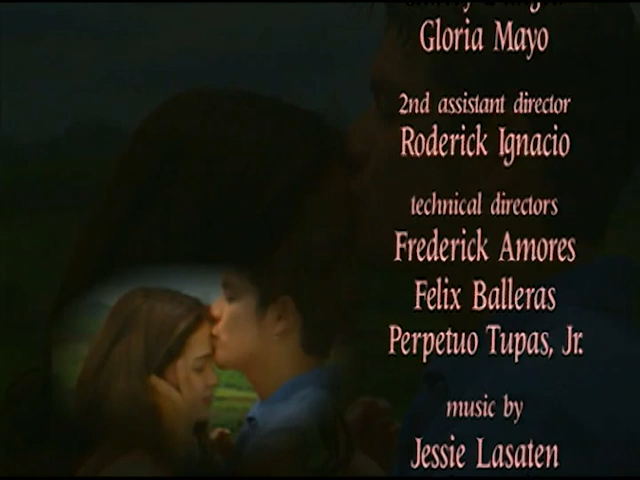 Gloria Mayo
2nd assistant director
Roderick Ignacio
technical directors
Frederick Amores
Felix Balleras
Perpetuo Tupas, Jr.
music by
Jessie Lasaten